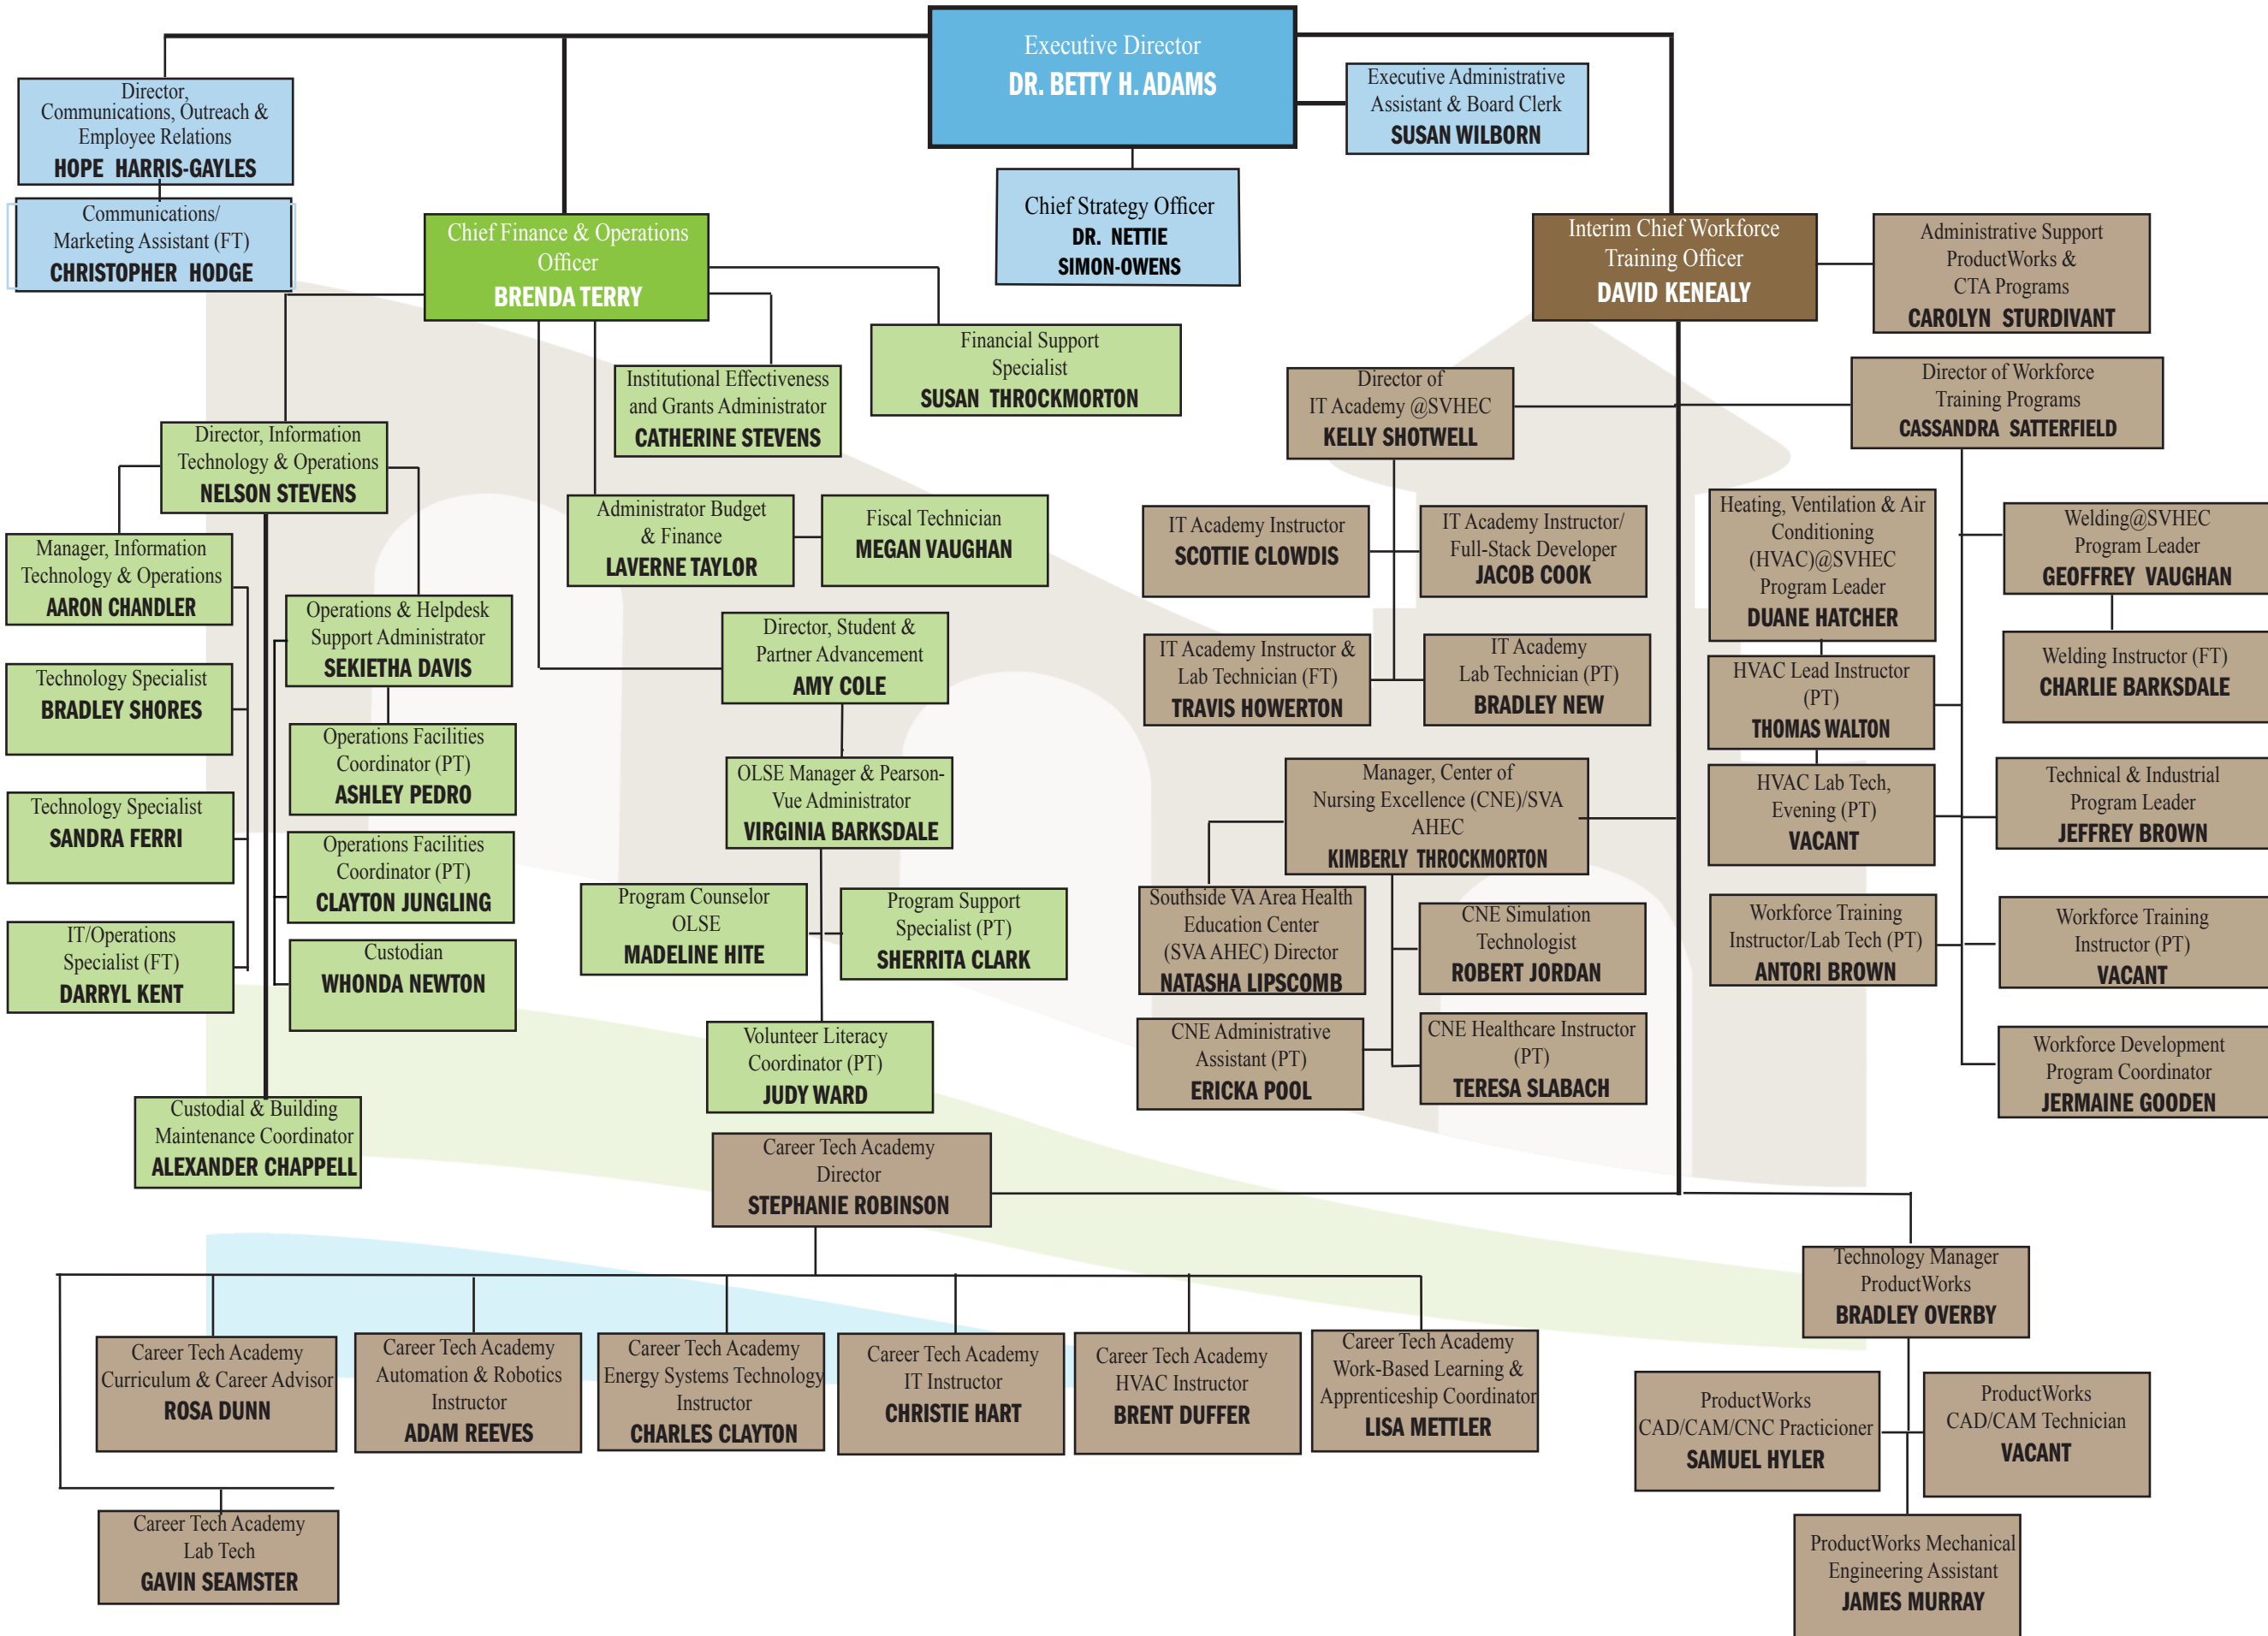 Executive Director
DR. BETTY H. ADAMS
Executive Administrative
Assistant & Board Clerk
SUSAN WILBORN
Director,
Communications, Outreach &
Employee Relations
HOPE HARRIS-GAYLES
Communications/
Marketing Assistant (FT)
CHRISTOPHER HODGE
Chief Strategy Officer
DR. NETTIE
SIMON-OWENS
Chief Finance & Operations
Officer
BRENDA TERRY
Interim Chief Workforce
Training Officer
DAVID KENEALY
Administrative Support
ProductWorks &
CTA Programs
CAROLYN STURDIVANT
Financial Support
Specialist
SUSAN THROCKMORTON
Institutional Effectiveness
and Grants Administrator
CATHERINE STEVENS
Director of
IT Academy @SVHEC
KELLY SHOTWELL
Director of Workforce
Training Programs
CASSANDRA SATTERFIELD
Director, Information
Technology & Operations
NELSON STEVENS
Administrator Budget
& Finance
LAVERNE TAYLOR
Fiscal Technician
MEGAN VAUGHAN
Manager, Information
Technology & Operations
AARON CHANDLER
Operations & Helpdesk
Support Administrator
SEKIETHA DAVIS
Technology Specialist
BRADLEY SHORES
Operations Facilities
Coordinator (PT)
ASHLEY PEDRO
Technology Specialist
SANDRA FERRI
Operations Facilities
Coordinator (PT)
CLAYTON JUNGLING
IT/Operations
Specialist (FT)
DARRYL KENT
Custodian
WHONDA NEWTON
Custodial & Building
Maintenance Coordinator
ALEXANDER CHAPPELL
Director, Student &
Partner Advancement
AMY COLE
OLSE Manager & Pearson-
Vue Administrator
VIRGINIA BARKSDALE
Program Counselor
OLSE
MADELINE HITE
Program Support
Specialist (PT)
SHERRITA CLARK
Volunteer Literacy
Coordinator (PT)
JUDY WARD
IT Academy Instructor
SCOTTIE CLOWDIS
IT Academy Instructor/
Full-Stack Developer
JACOB COOK
IT Academy Instructor &
Lab Technician (FT)
TRAVIS HOWERTON
IT Academy
Lab Technician (PT)
BRADLEY NEW
Manager, Center of
Nursing Excellence (CNE)/SVA
AHEC
KIMBERLY THROCKMORTON
Southside VA Area Health
Education Center
(SVA AHEC) Director
NATASHA LIPSCOMB
CNE Simulation
Technologist
ROBERT JORDAN
CNE Administrative
Assistant (PT)
ERICKA POOL
CNE Healthcare Instructor
(PT)
TERESA SLABACH
Heating, Ventilation & Air
Conditioning
(HVAC)@SVHEC
Program Leader
DUANE HATCHER
Welding@SVHEC
Program Leader
GEOFFREY VAUGHAN
HVAC Lead Instructor
(PT)
THOMAS WALTON
Welding Instructor (FT)
CHARLIE BARKSDALE
HVAC Lab Tech,
Evening (PT)
VACANT
Technical & Industrial
Program Leader
JEFFREY BROWN
Workforce Training
Instructor/Lab Tech (PT)
ANTORI BROWN
Workforce Training
Instructor (PT)
VACANT
Workforce Development
Program Coordinator
JERMAINE GOODEN
Career Tech Academy
Director
STEPHANIE ROBINSON
Technology Manager
ProductWorks
BRADLEY OVERBY
Career Tech Academy
Curriculum & Career Advisor
ROSA DUNN
Career Tech Academy
Automation & Robotics
Instructor
ADAM REEVES
Career Tech Academy
Energy Systems Technology
Instructor
CHARLES CLAYTON
Career Tech Academy
IT Instructor
CHRISTIE HART
Career Tech Academy
HVAC Instructor
BRENT DUFFER
Career Tech Academy
Work-Based Learning &
Apprenticeship Coordinator
LISA METTLER
ProductWorks
CAD/CAM/CNC Practicioner
SAMUEL HYLER
ProductWorks
CAD/CAM Technician
VACANT
Career Tech Academy
Lab Tech
GAVIN SEAMSTER
ProductWorks Mechanical
Engineering Assistant
JAMES MURRAY